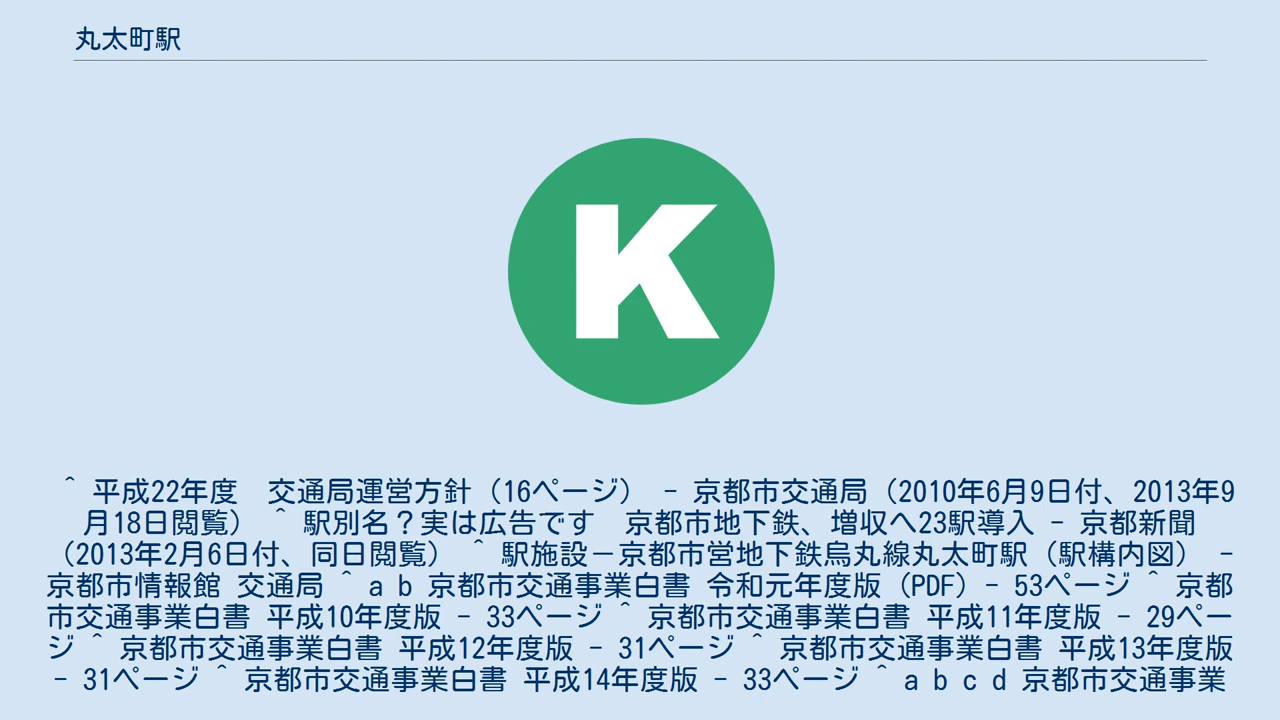 丸太町駅
K
^ 平成22年度　交通局運営方針（16ページ） - 京都市交通局（2010年6月9日付、2013年9
月18日閲覧） ^ 駅別名？実は広告です　京都市地下鉄、増収へ23駅導入 - 京都新聞
（2013年2月6日付、同日閲覧） ^ 駅施設－京都市営地下鉄烏丸線丸太町駅（駅構内図） -
京都市情報館 交通局 ^ a b 京都市交通事業白書 令和元年度版（PDF）- 53ページ ^ 京都
市交通事業白書 平成10年度版 - 33ページ ^ 京都市交通事業白書 平成11年度版 - 29ペー
ジ ^ 京都市交通事業白書 平成12年度版 - 31ページ ^ 京都市交通事業白書 平成13年度版
- 31ページ ^ 京都市交通事業白書 平成14年度版 - 33ページ ^ a b c d 京都市交通事業